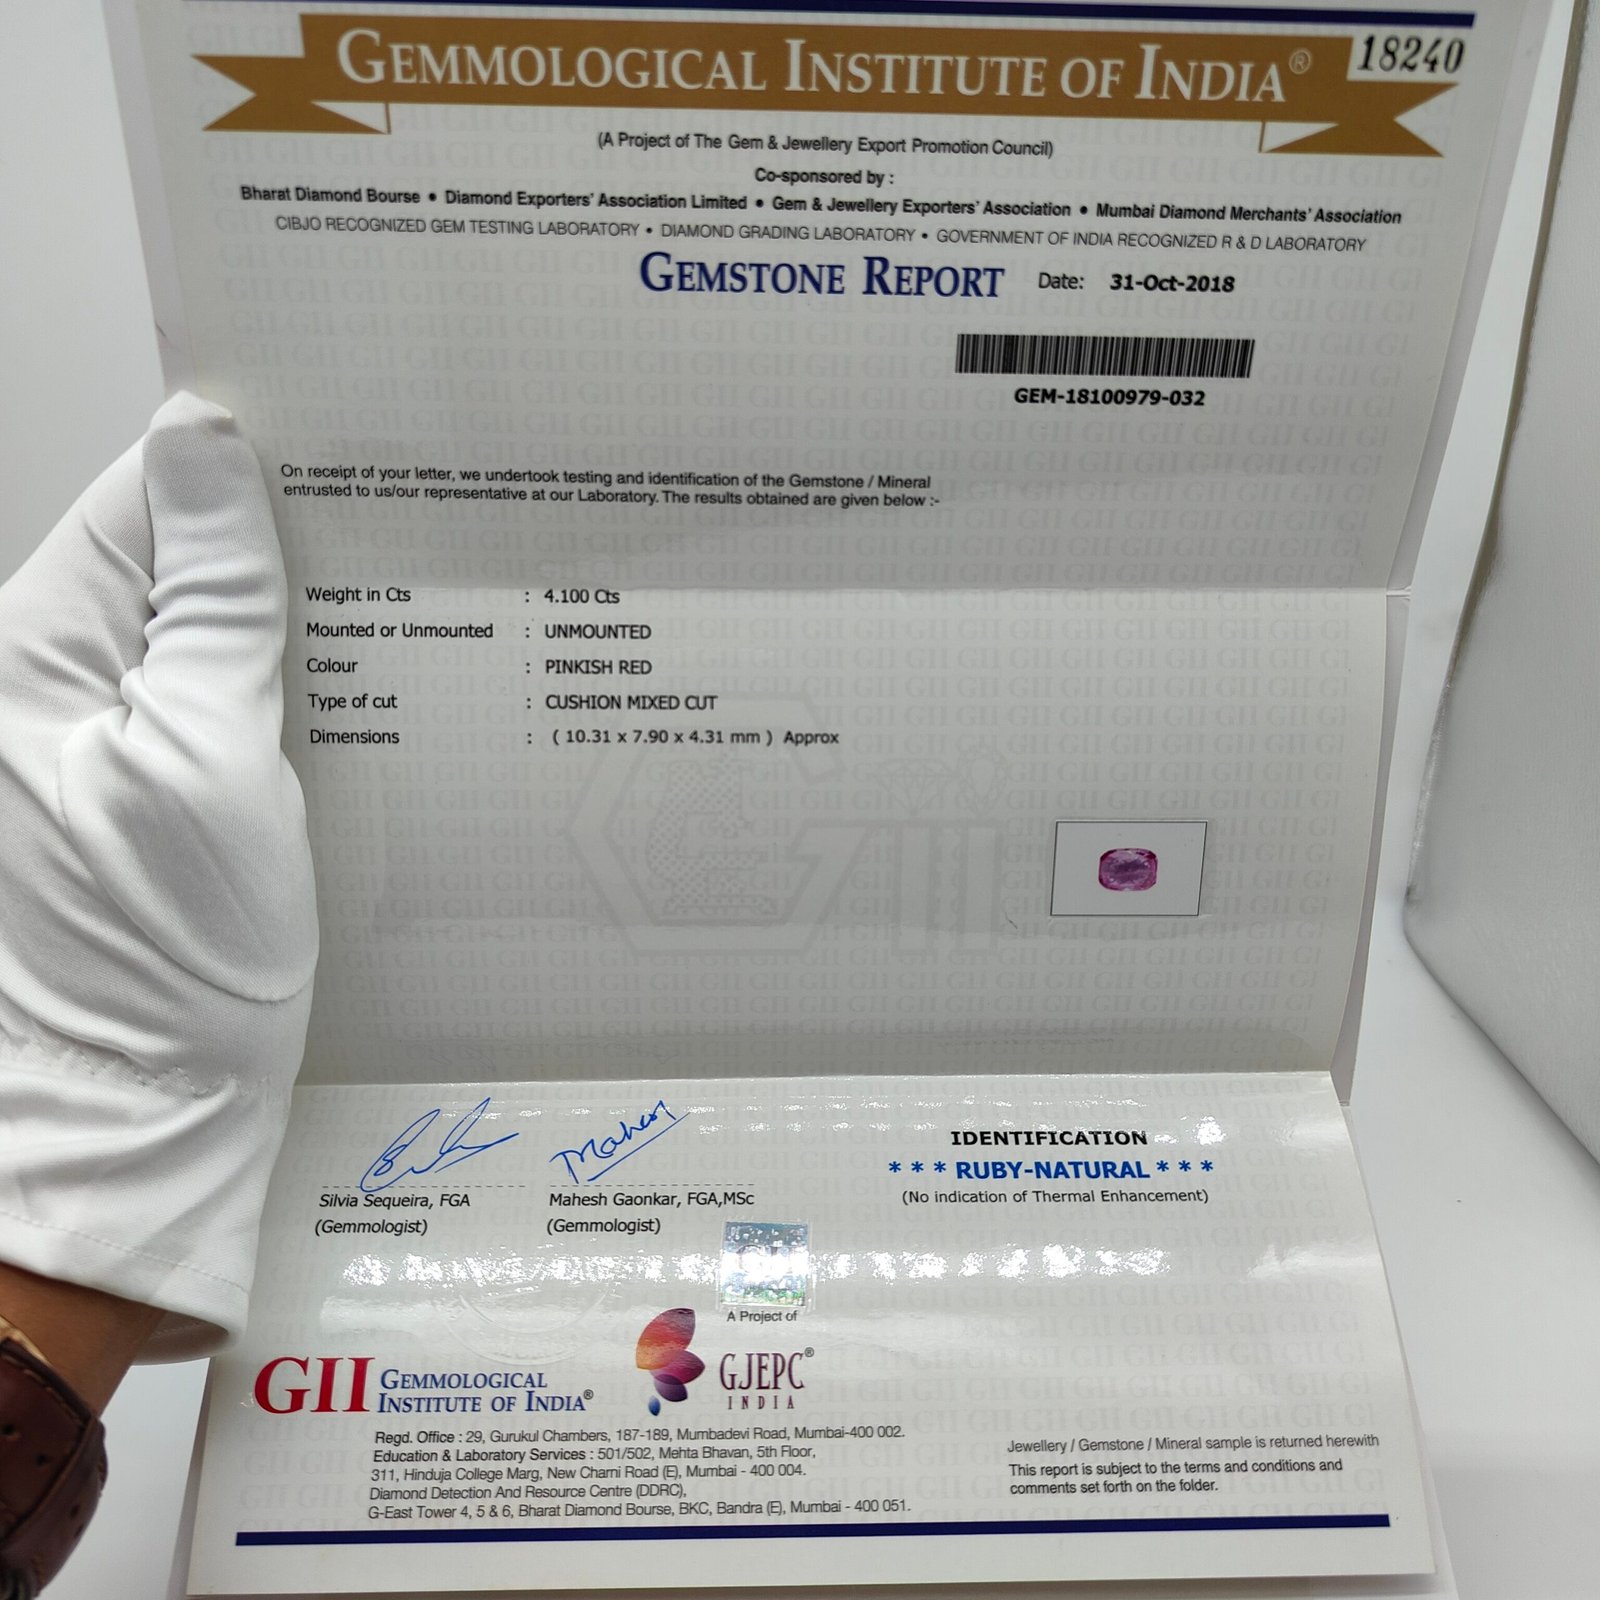 GEMMOLOGICAL INSTITUTE OF INDIA®
18240
(A Project of The Gem & Jewellery Export Promotion Council)
Co-sponsored by :
Bharat Diamond Bourse • Diamond Exporters' Association Limited • Gem & Jewellery Exporters' Association • Mumbai Diamond Merchants' Association
CIBJO RECOGNIZED GEM TESTING LABORATORY • DIAMOND GRADING LABORATORY • GOVERNMENT OF INDIA RECOGNIZED R & D LABORATORY
GEMSTONE REPORT Date: 31-Oct-2018
GEM-18100979-032
On receipt of your letter, we undertook testing and identification of the Gemstone / Mineral
entrusted to us/our representative at our Laboratory. The results obtained are given below :-
Weight in Cts : 4.100 Cts
Mounted or Unmounted : UNMOUNTED
Colour : PINKISH RED
Type of cut : CUSHION MIXED CUT
Dimensions : ( 10.31 x 7.90 x 4.31 mm ) Approx
GII
Mahesh
Silvia Sequeira, FGA
(Gemmologist)
Mahesh Gaonkar, FGA,MSc
(Gemmologist)
IDENTIFICATION
* * * RUBY-NATURAL * * *
(No indication of Thermal Enhancement)
A Project of
GII GEMMOLOGICAL
INSTITUTE OF INDIA®
GJEPC®
INDIA
Regd. Office : 29, Gurukul Chambers, 187-189, Mumbadevi Road, Mumbai-400 002.
Education & Laboratory Services : 501/502, Mehta Bhavan, 5th Floor,
311, Hinduja College Marg, New Charni Road (E), Mumbai - 400 004.
Diamond Detection And Resource Centre (DDRC),
G-East Tower 4, 5 & 6, Bharat Diamond Bourse, BKC, Bandra (E), Mumbai - 400 051.
Jewellery / Gemstone / Mineral sample is returned herewith
This report is subject to the terms and conditions and
comments set forth on the folder.